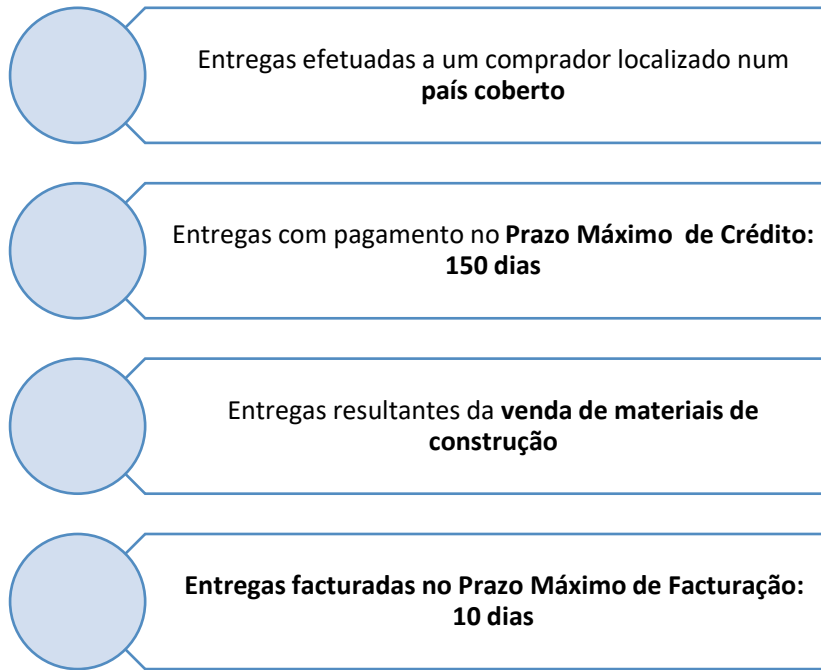 Entregas efetuadas a um comprador localizado num
país coberto
Entregas com pagamento no Prazo Máximo de Crédito:
150 dias
Entregas resultantes da venda de materiais de
construção
Entregas facturadas no Prazo Máximo de Facturação:
10 dias